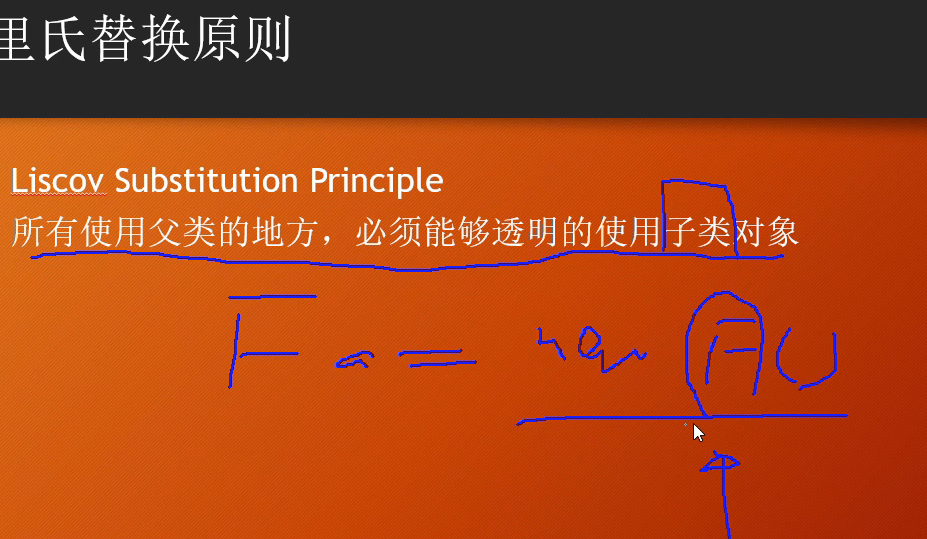 里氏替换原则
Liscov Substitution Principle
所有使用父类的地方，必须能够透明的使用子类对象
F a = new F()